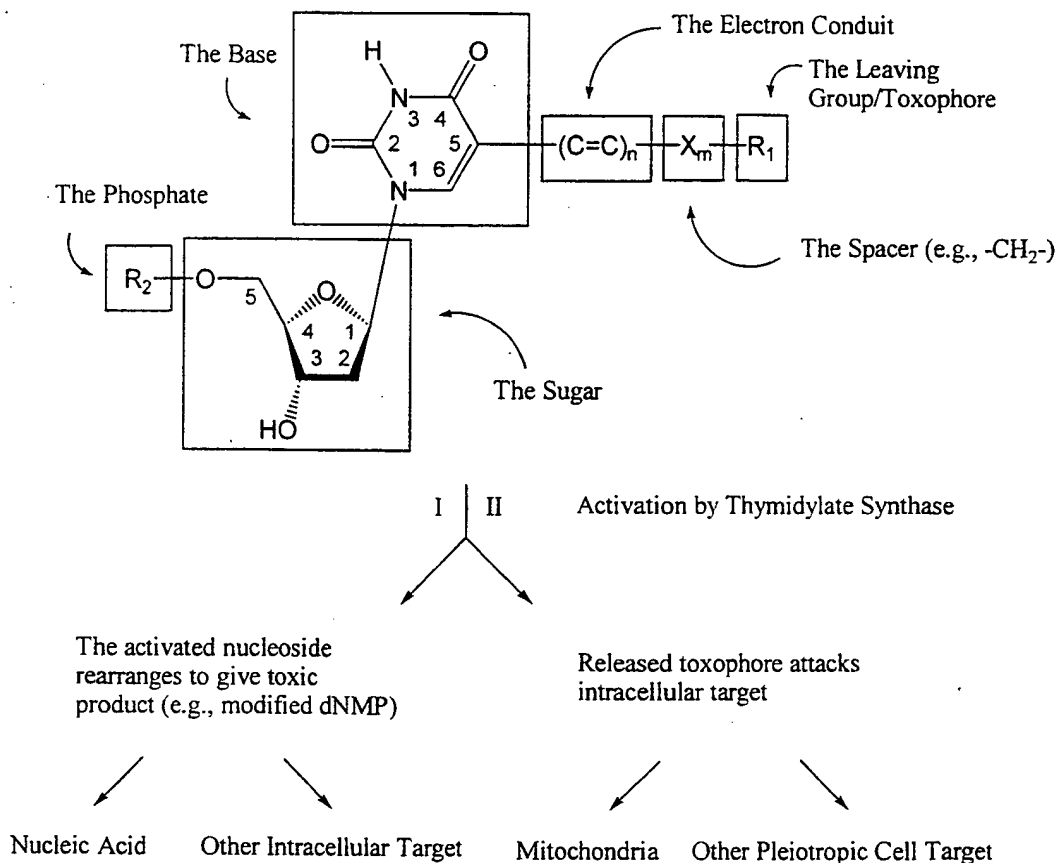 The Electron Conduit
The Base
The Leaving
Group/Toxophore
H
O
N
3
4
O
2
5
(C=C)n
Xm
R1
1
6
N
The Phosphate
The Spacer (e.g., -CH2-)
R2
O
5
O
4
1
3
2
The Sugar
HO
I
II
Activation by Thymidylate Synthase
The activated nucleoside
rearranges to give toxic
product (e.g., modified dNMP)
Released toxophore attacks
intracellular target
Nucleic Acid
Other Intracellular Target
Mitochondria
Other Pleiotropic Cell Target